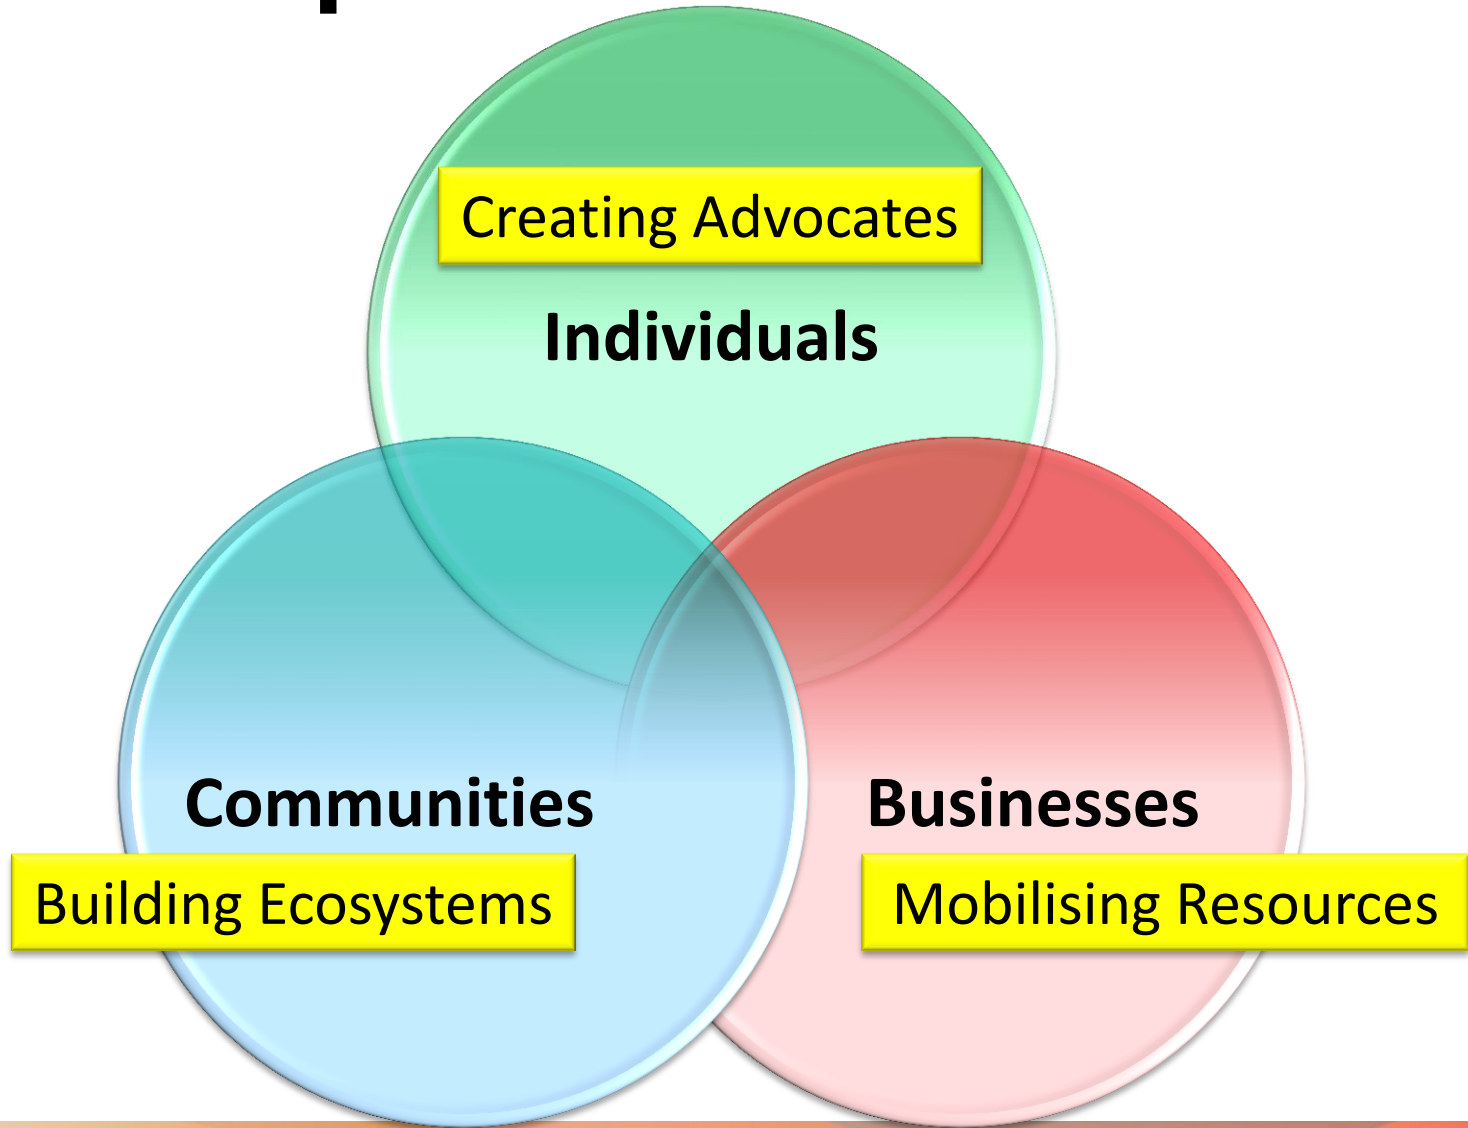 Creating Advocates
Individuals
Communities
Businesses
Building Ecosystems
Mobilising Resources